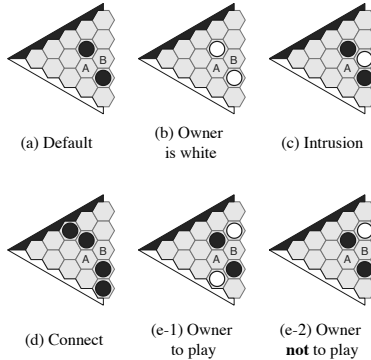 B B
A A A
(a) Default (b) Owner (c) Intrusion
is white
B B B
A A A
(d) Connect (e-1) Owner (e-2) Owner
to play not to play